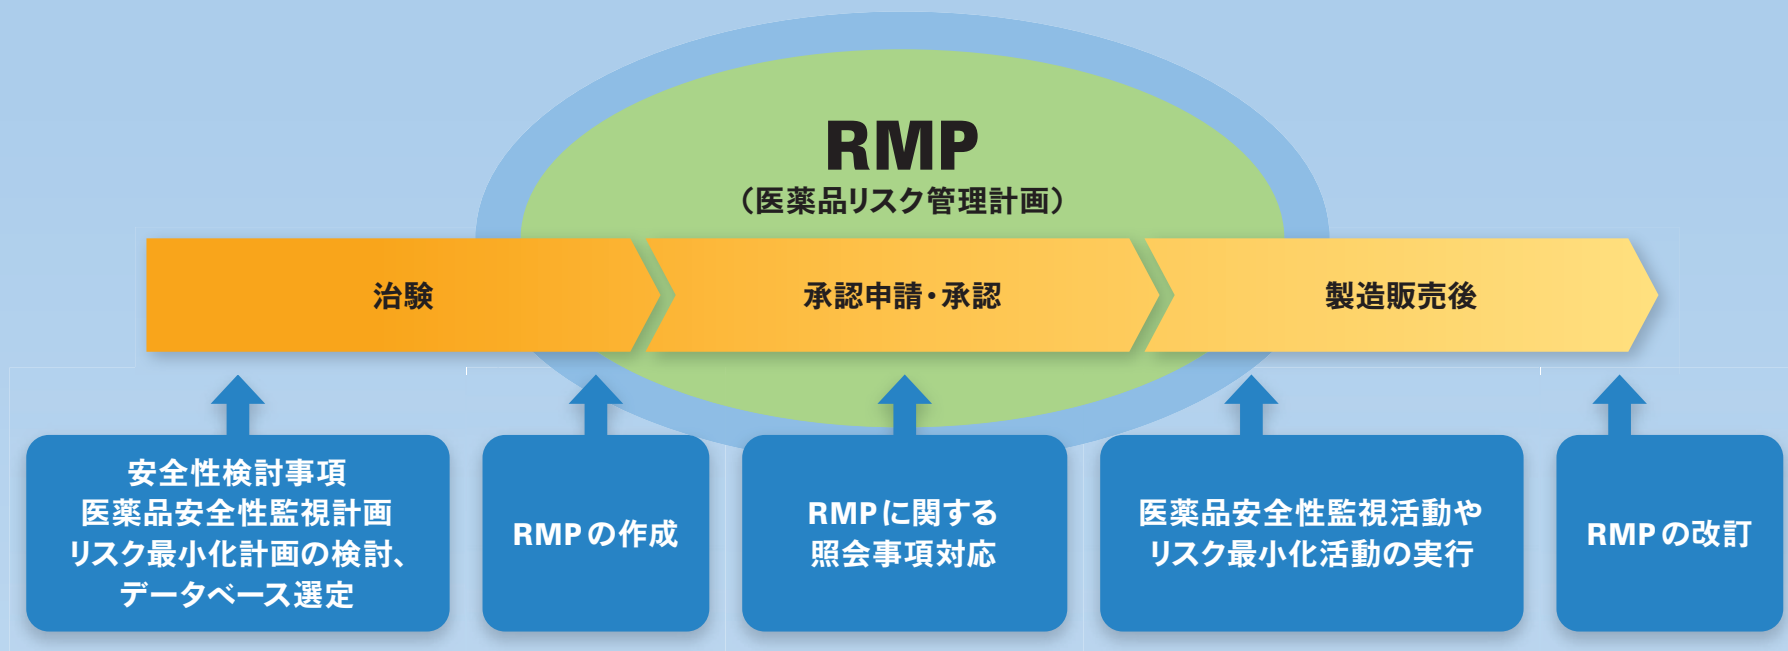 RMP
（医薬品リスク管理計画）
治験
承認申請・承認
製造販売後
安全性検討事項
医薬品安全性監視計画
リスク最小化計画の検討、
データベース選定
RMPの作成
RMPに関する
照会事項対応
医薬品安全性監視活動や
リスク最小化活動の実行
RMPの改訂